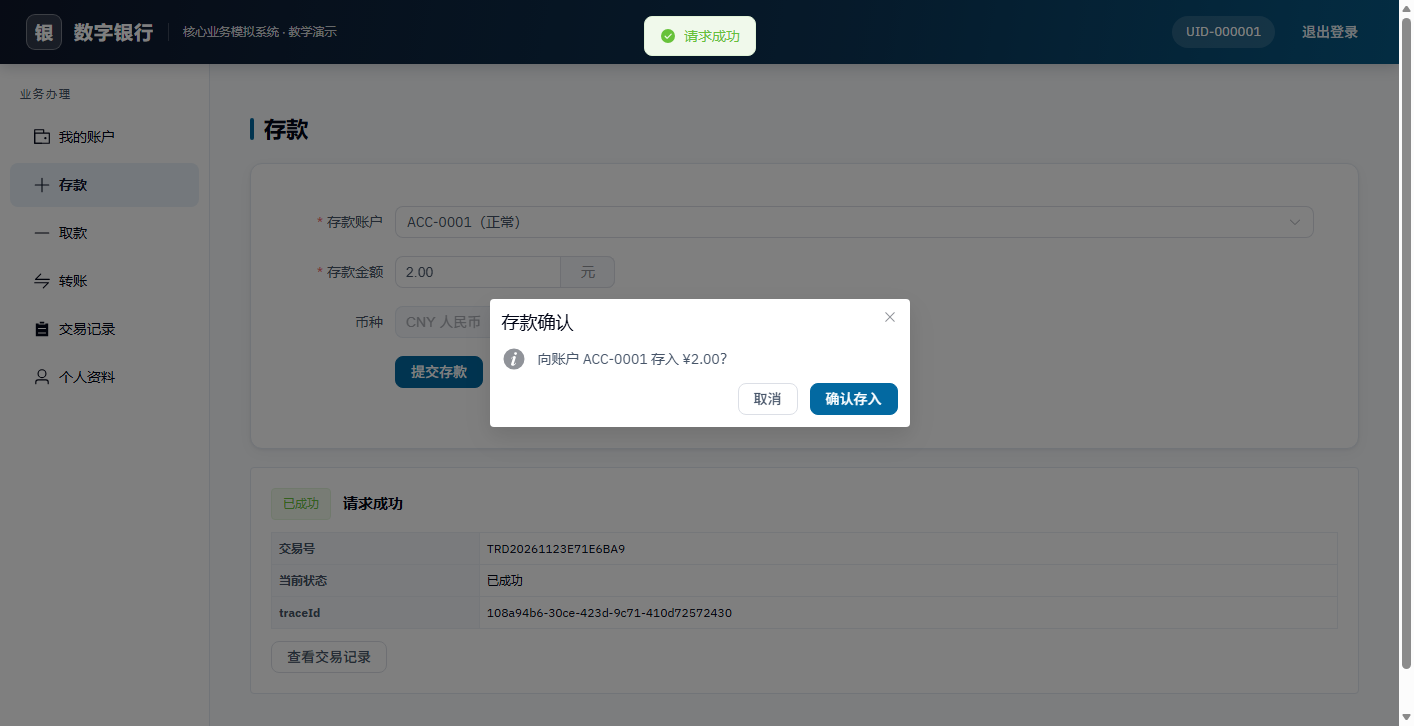 银 数字银行 核心业务模拟系统 · 教学演示 请求成功 UID-000001 退出登录
业务办理
我的账户
存款
取款
转账
交易记录
个人资料
存款
* 存款账户 ACC-0001（正常）
* 存款金额 2.00 元
币种 CNY 人民币
提交存款
存款确认
向账户 ACC-0001 存入 ¥2.00？
取消 确认存入
已成功 请求成功
交易号 TRD20261123E71E6BA9
当前状态 已成功
traceId 108a94b6-30ce-423d-9c71-410d72572430
查看交易记录